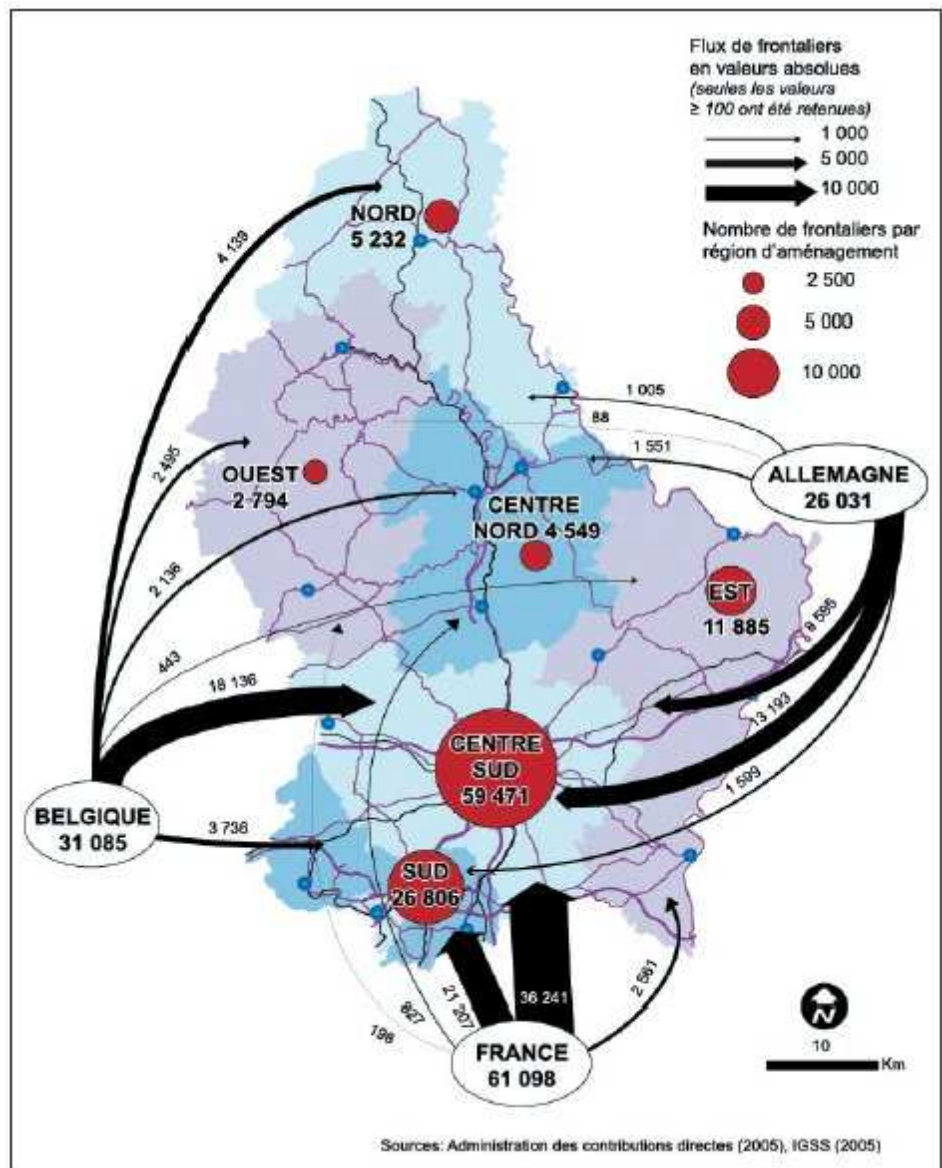 Flux de frontaliers
en valeurs absolues
(seules les valeurs
≥ 100 ont été retenues)
1 000
5 000
10 000
Nombre de frontaliers par
région d'aménagement
2 500
5 000
10 000
NORD
5 232
4 139
1 005
88
1 551
ALLEMAGNE
26 031
2 495
OUEST
2 794
CENTRE
NORD 4 549
2 136
EST
11 885
8 595
443
18 136
13 193
CENTRE
SUD
59 471
1 599
BELGIQUE
31 085
3 736
SUD
26 806
36 241
21 207
2 561
827
198
FRANCE
61 098
N
10
Km
Sources: Administration des contributions directes (2005), IGSS (2005)